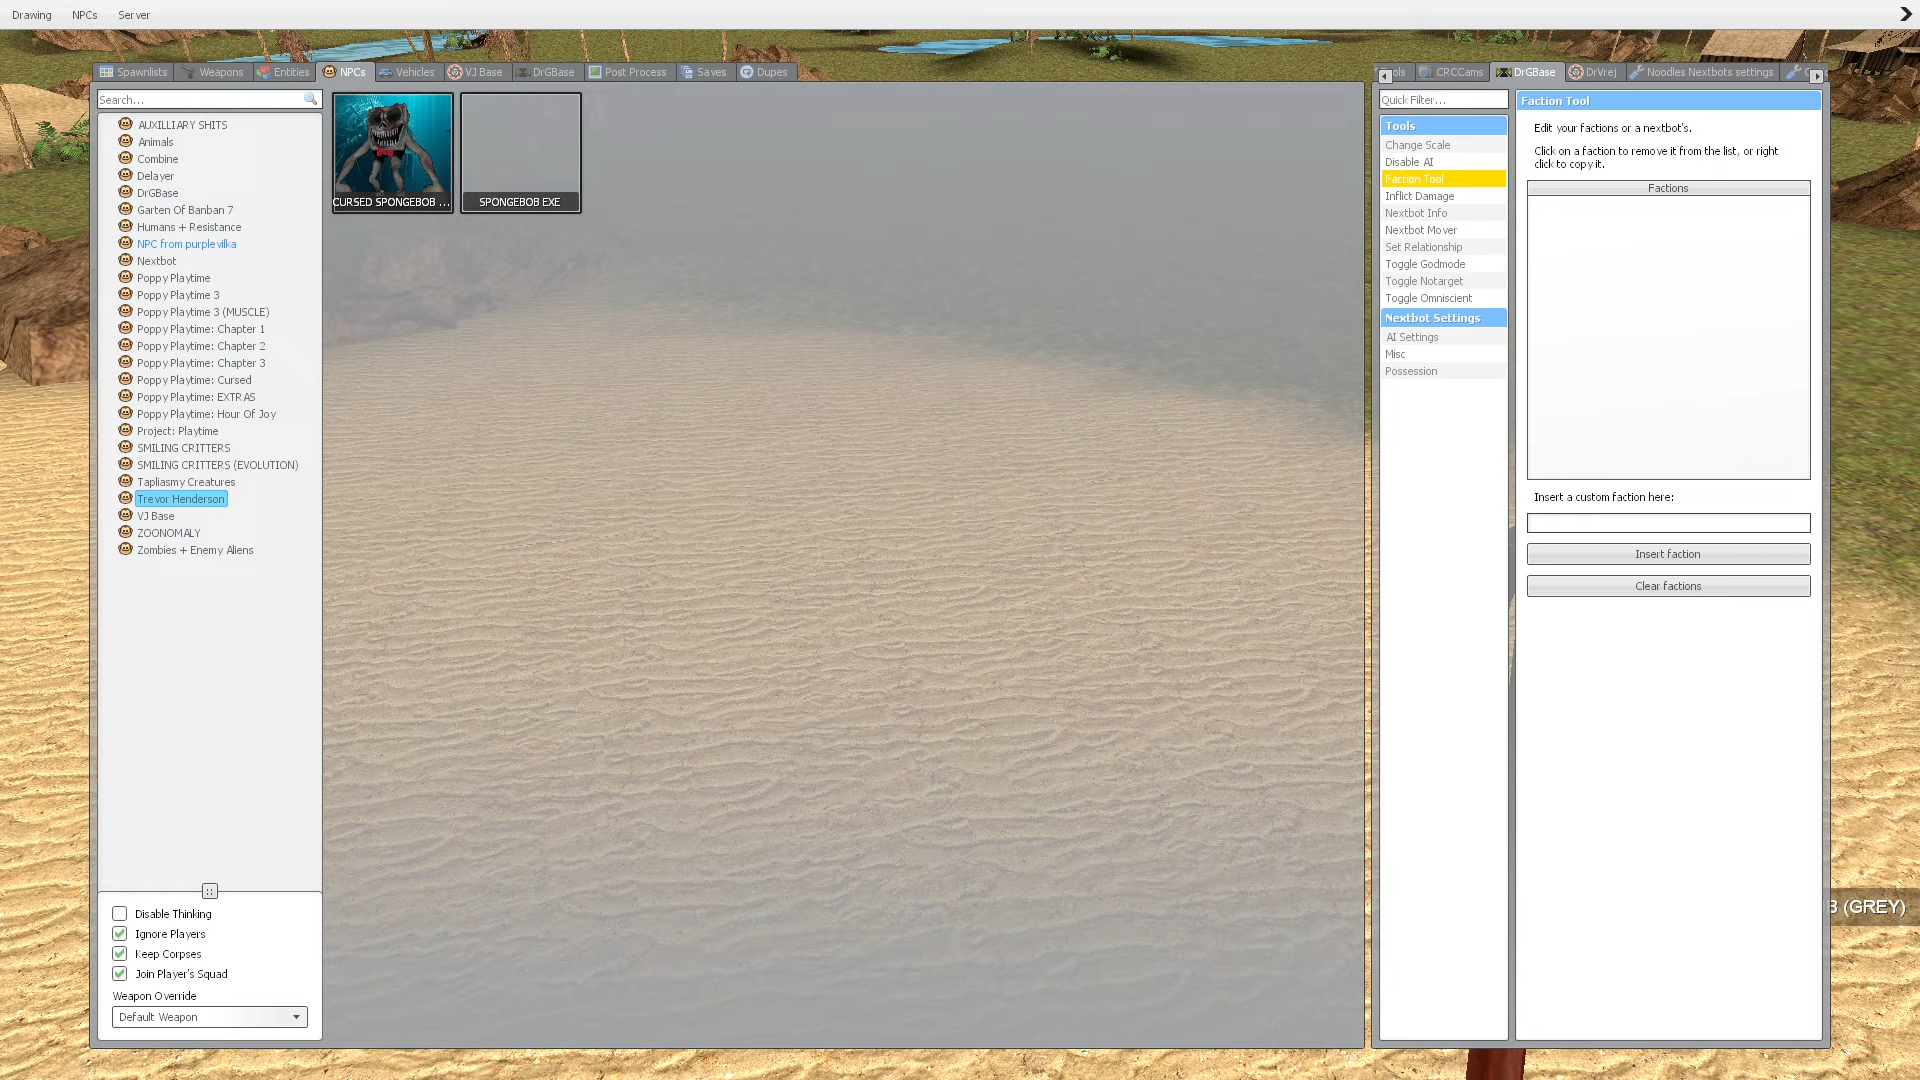 Drawing NPCs Server
Spawnlists Weapons Entities NPCs Vehicles VJ Base DrGBase Post Process Saves Dupes
CRCCams DrGBase DrVrej Noodles Nextbots settings
Search...
AUXILLIARY SHITS
Animals
Combine
Delayer
DrGBase
Garten Of Banban 7
Humans + Resistance
NPC from purplevilka
Nextbot
Poppy Playtime
Poppy Playtime 3
Poppy Playtime 3 (MUSCLE)
Poppy Playtime: Chapter 1
Poppy Playtime: Chapter 2
Poppy Playtime: Chapter 3
Poppy Playtime: Cursed
Poppy Playtime: EXTRAS
Poppy Playtime: Hour Of Joy
Project: Playtime
SMILING CRITTERS
SMILING CRITTERS (EVOLUTION)
Tapliasmy Creatures
Trevor Henderson
VJ Base
ZOONOMALY
Zombies + Enemy Aliens
Disable Thinking
Ignore Players
Keep Corpses
Join Player's Squad
Weapon Override
Default Weapon
CURSED SPONGEBOB ...
SPONGEBOB EXE
Quick Filter...
Tools
Change Scale
Disable AI
Faction Tool
Inflict Damage
Nextbot Info
Nextbot Mover
Set Relationship
Toggle Godmode
Toggle Notarget
Toggle Omniscient
Nextbot Settings
AI Settings
Misc
Possession
Faction Tool
Edit your factions or a nextbot's.
Click on a faction to remove it from the list, or right
click to copy it.
Factions
Insert a custom faction here:
Insert faction
Clear factions
(GREY)